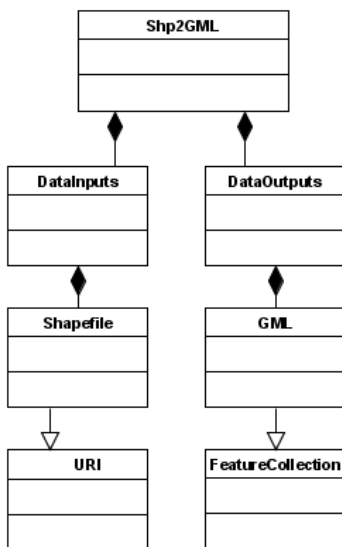 Shp2GML
DataInputs
DataOutputs
Shapefile
GML
URI
FeatureCollection